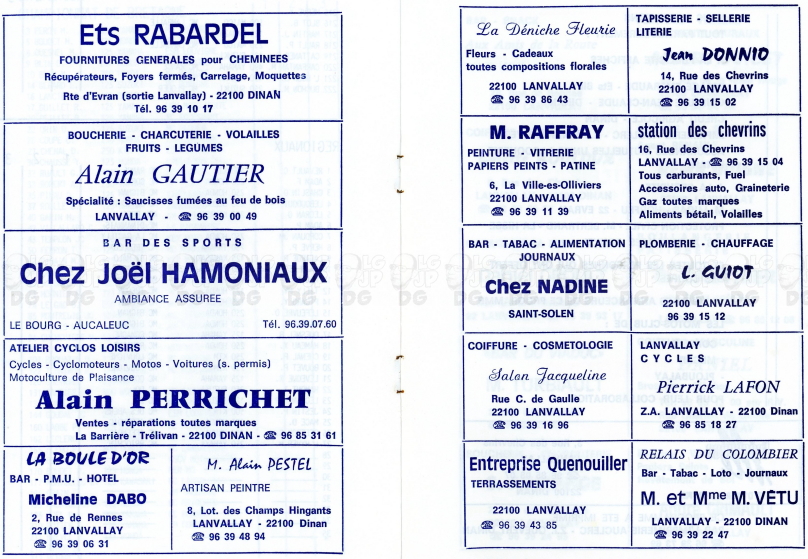 Ets RABARDEL
FOURNITURES GENERALES pour CHEMINEES
Récupérateurs, Foyers fermés, Carrelage, Moquettes
Rte d'Evran (sortie Lanvallay) - 22100 DINAN
Tél. 96 39 10 17
BOUCHERIE - CHARCUTERIE - VOLAILLES
FRUITS - LEGUMES
Alain GAUTIER
Spécialité : Saucisses fumées au feu de bois
LANVALLAY - ☎ 96 39 00 49
BAR DES SPORTS
Chez Joël HAMONIAUX
AMBIANCE ASSUREE
LE BOURG - AUCALEUC Tél. 96.39.07.60
ATELIER CYCLOS LOISIRS
Cycles - Cyclomoteurs - Motos - Voitures (s. permis)
Motoculture de Plaisance
Alain PERRICHET
Ventes - réparations toutes marques
La Barrière - Trélivan - 22100 DINAN - ☎ 96 85 31 61
LA BOULE D'OR
BAR - P.M.U. - HOTEL
Micheline DABO
2, Rue de Rennes
22100 LANVALLAY
☎ 96 39 06 31
M. Alain PESTEL
ARTISAN PEINTRE
8, Lot. des Champs Hingants
LANVALLAY - 22100 Dinan
☎ 96 39 48 94
La Déniche Fleurie
Fleurs - Cadeaux
toutes compositions florales
22100 LANVALLAY
☎ 96 39 86 43
TAPISSERIE - SELLERIE
LITERIE
Jean DONNIO
14, Rue des Chevrins
22100 LANVALLAY
☎ 96 39 15 02
M. RAFFRAY
PEINTURE - VITRERIE
PAPIERS PEINTS - PATINE
6, La Ville-es-Olliviers
22100 LANVALLAY
☎ 96 39 11 39
station des chevrins
16, Rue des Chevrins
LANVALLAY - ☎ 96 39 15 04
Tous carburants, Fuel
Accessoires auto, Graineterie
Gaz toutes marques
Aliments bétail, Volailles
BAR - TABAC - ALIMENTATION
JOURNAUX
Chez NADINE
SAINT-SOLEN
PLOMBERIE - CHAUFFAGE
L. GUIOT
22100 LANVALLAY
96 39 15 12
COIFFURE - COSMETOLOGIE
Salon Jacqueline
Rue C. de Gaulle
22100 LANVALLAY
☎ 96 39 16 96
LANVALLAY
CYCLES
Pierrick LAFON
Z.A. LANVALLAY - 22100 Dinan
☎ 96 85 18 27
Entreprise Quenouiller
TERRASSEMENTS
22100 LANVALLAY
☎ 96 39 43 85
RELAIS DU COLOMBIER
Bar - Tabac - Loto - Journaux
M. et Mme M. VÉTU
LANVALLAY - 22100 DINAN
☎ 96 39 22 47